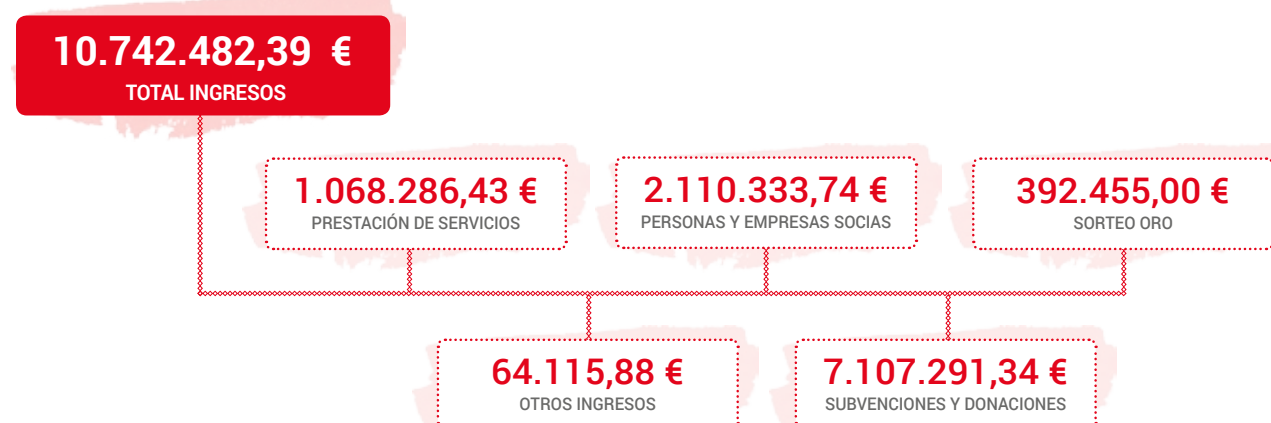 10.742.482,39 €
TOTAL INGRESOS
1.068.286,43 €
PRESTACIÓN DE SERVICIOS
2.110.333,74 €
PERSONAS Y EMPRESAS SOCIAS
392.455,00 €
SORTEO ORO
64.115,88 €
OTROS INGRESOS
7.107.291,34 €
SUBVENCIONES Y DONACIONES